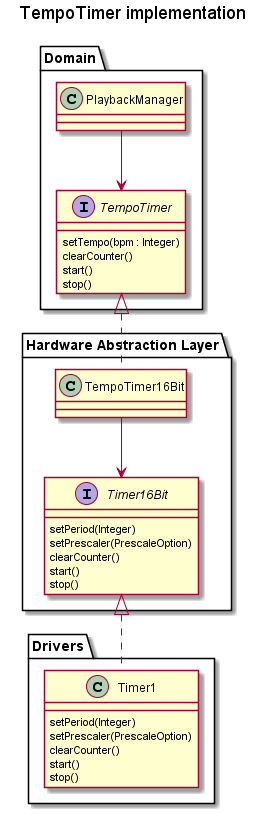 TempoTimer implementation
Domain
C PlaybackManager
I TempoTimer
setTempo(bpm : Integer)
clearCounter()
start()
stop()
Hardware Abstraction Layer
C TempoTimer16Bit
I Timer16Bit
setPeriod(Integer)
setPrescaler(PrescaleOption)
clearCounter()
start()
stop()
Drivers
C Timer1
setPeriod(Integer)
setPrescaler(PrescaleOption)
clearCounter()
start()
stop()